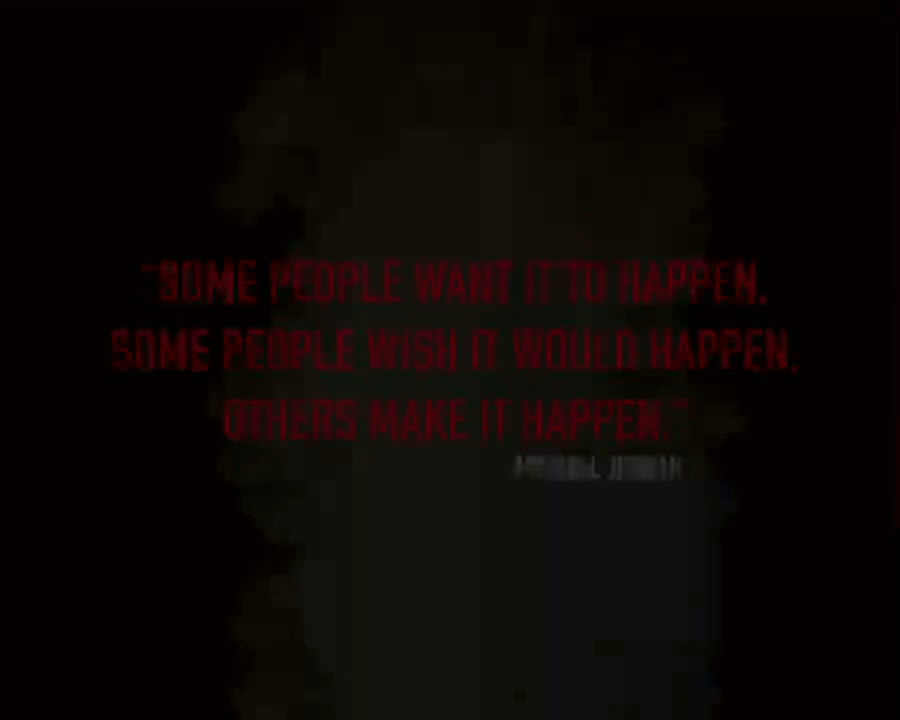 "SOME PEOPLE WANT IT TO HAPPEN,
SOME PEOPLE WISH IT WOULD HAPPEN,
OTHERS MAKE IT HAPPEN."